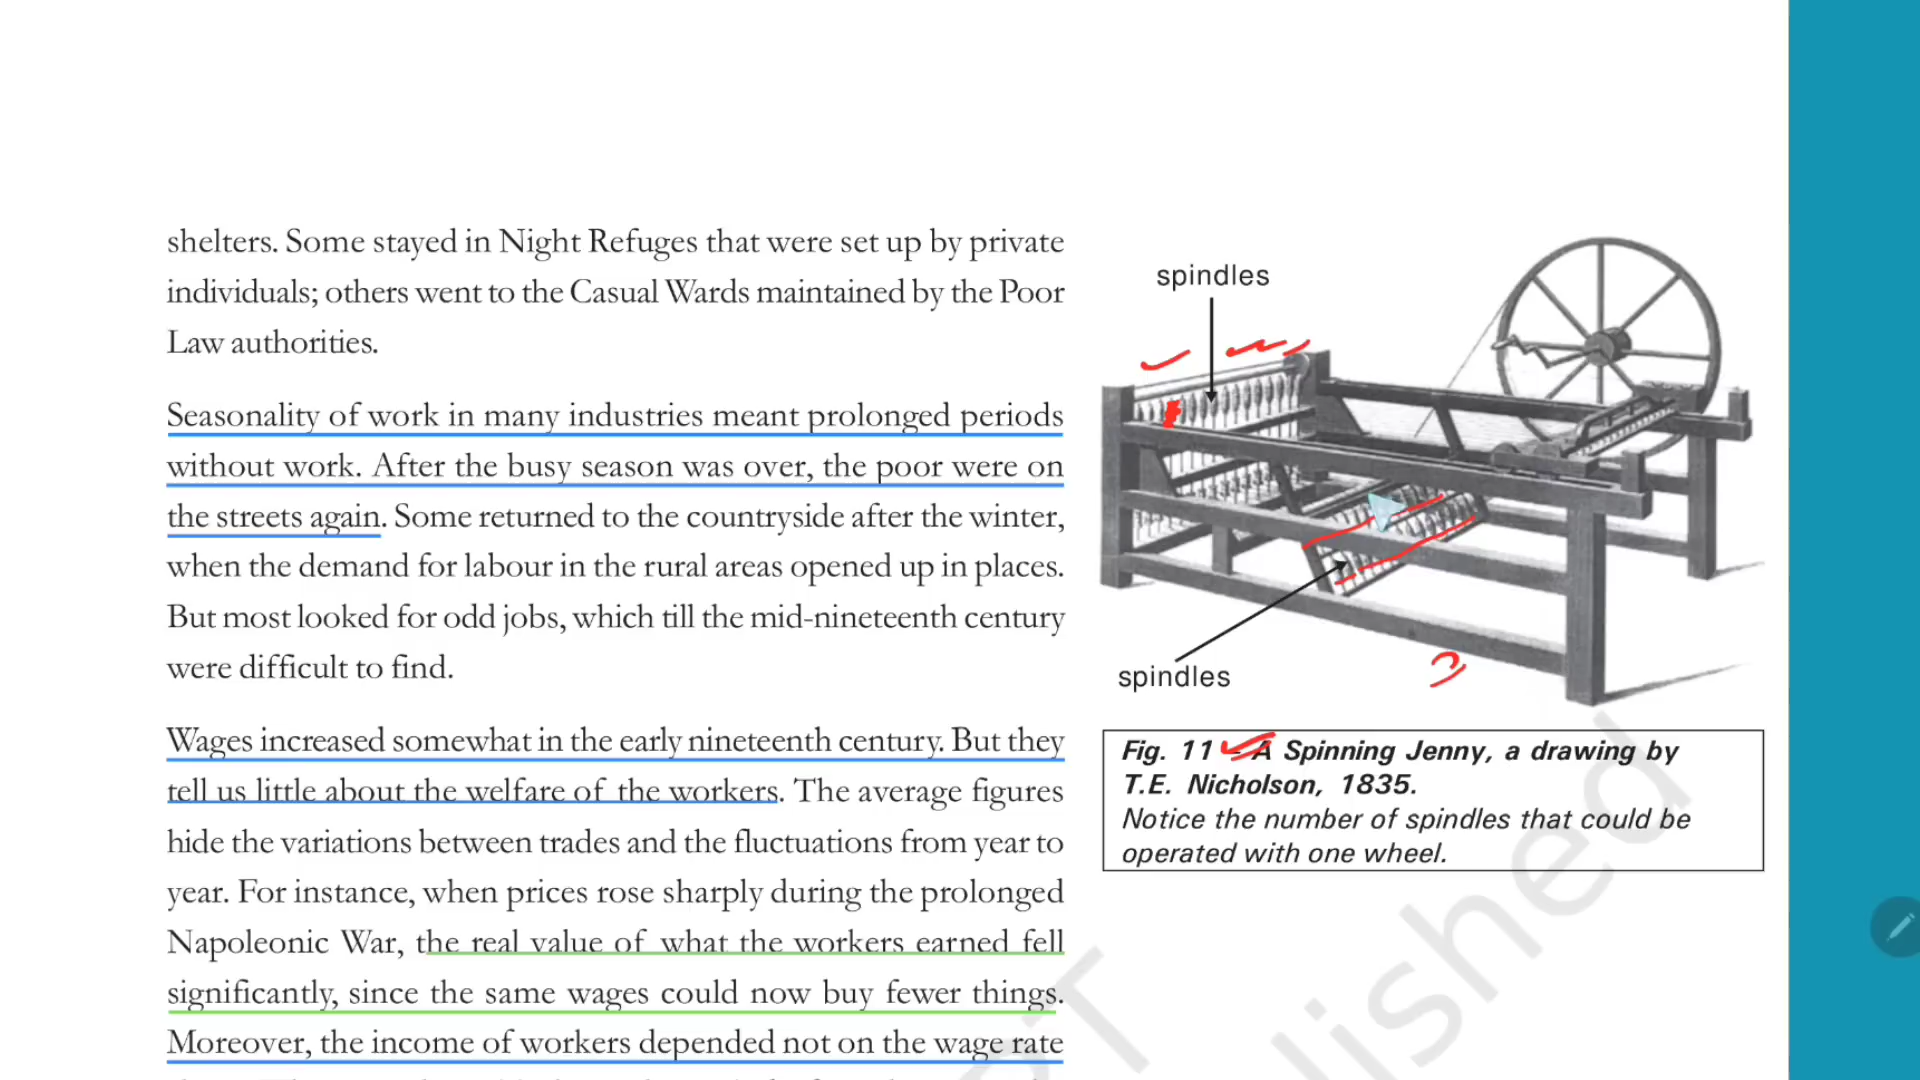 shelters. Some stayed in Night Refuges that were set up by private
individuals; others went to the Casual Wards maintained by the Poor
Law authorities.
Seasonality of work in many industries meant prolonged periods
without work. After the busy season was over, the poor were on
the streets again. Some returned to the countryside after the winter,
when the demand for labour in the rural areas opened up in places.
But most looked for odd jobs, which till the mid-nineteenth century
were difficult to find.
Wages increased somewhat in the early nineteenth century. But they
tell us little about the welfare of the workers. The average figures
hide the variations between trades and the fluctuations from year to
year. For instance, when prices rose sharply during the prolonged
Napoleonic War, the real value of what the workers earned fell
significantly, since the same wages could now buy fewer things.
Moreover, the income of workers depended not on the wage rate
spindles
spindles
Fig. 11 – A Spinning Jenny, a drawing by
T.E. Nicholson, 1835.
Notice the number of spindles that could be
operated with one wheel.